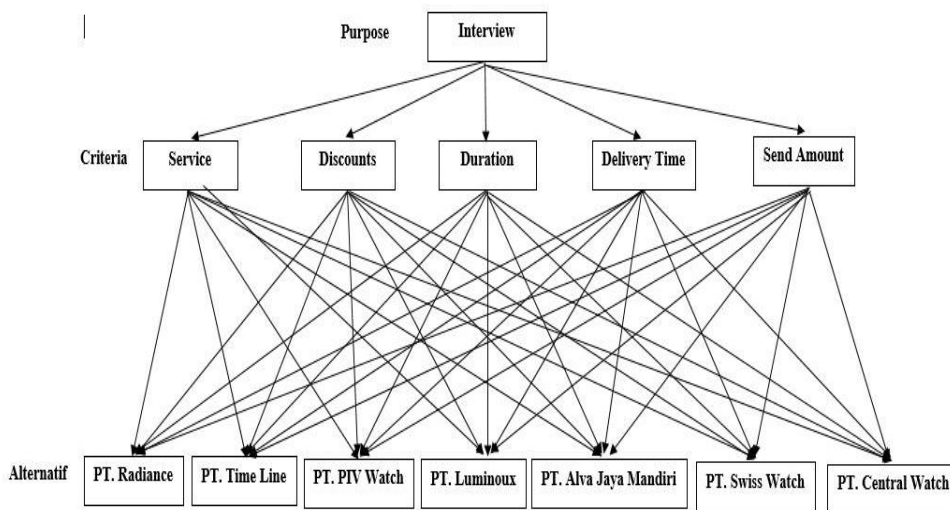 Purpose
Interview
Criteria
Service
Discounts
Duration
Delivery Time
Send Amount
Alternatif
PT. Radiance
PT. Time Line
PT. PIV Watch
PT. Luminoux
PT. Alva Jaya Mandiri
PT. Swiss Watch
PT. Central Watch